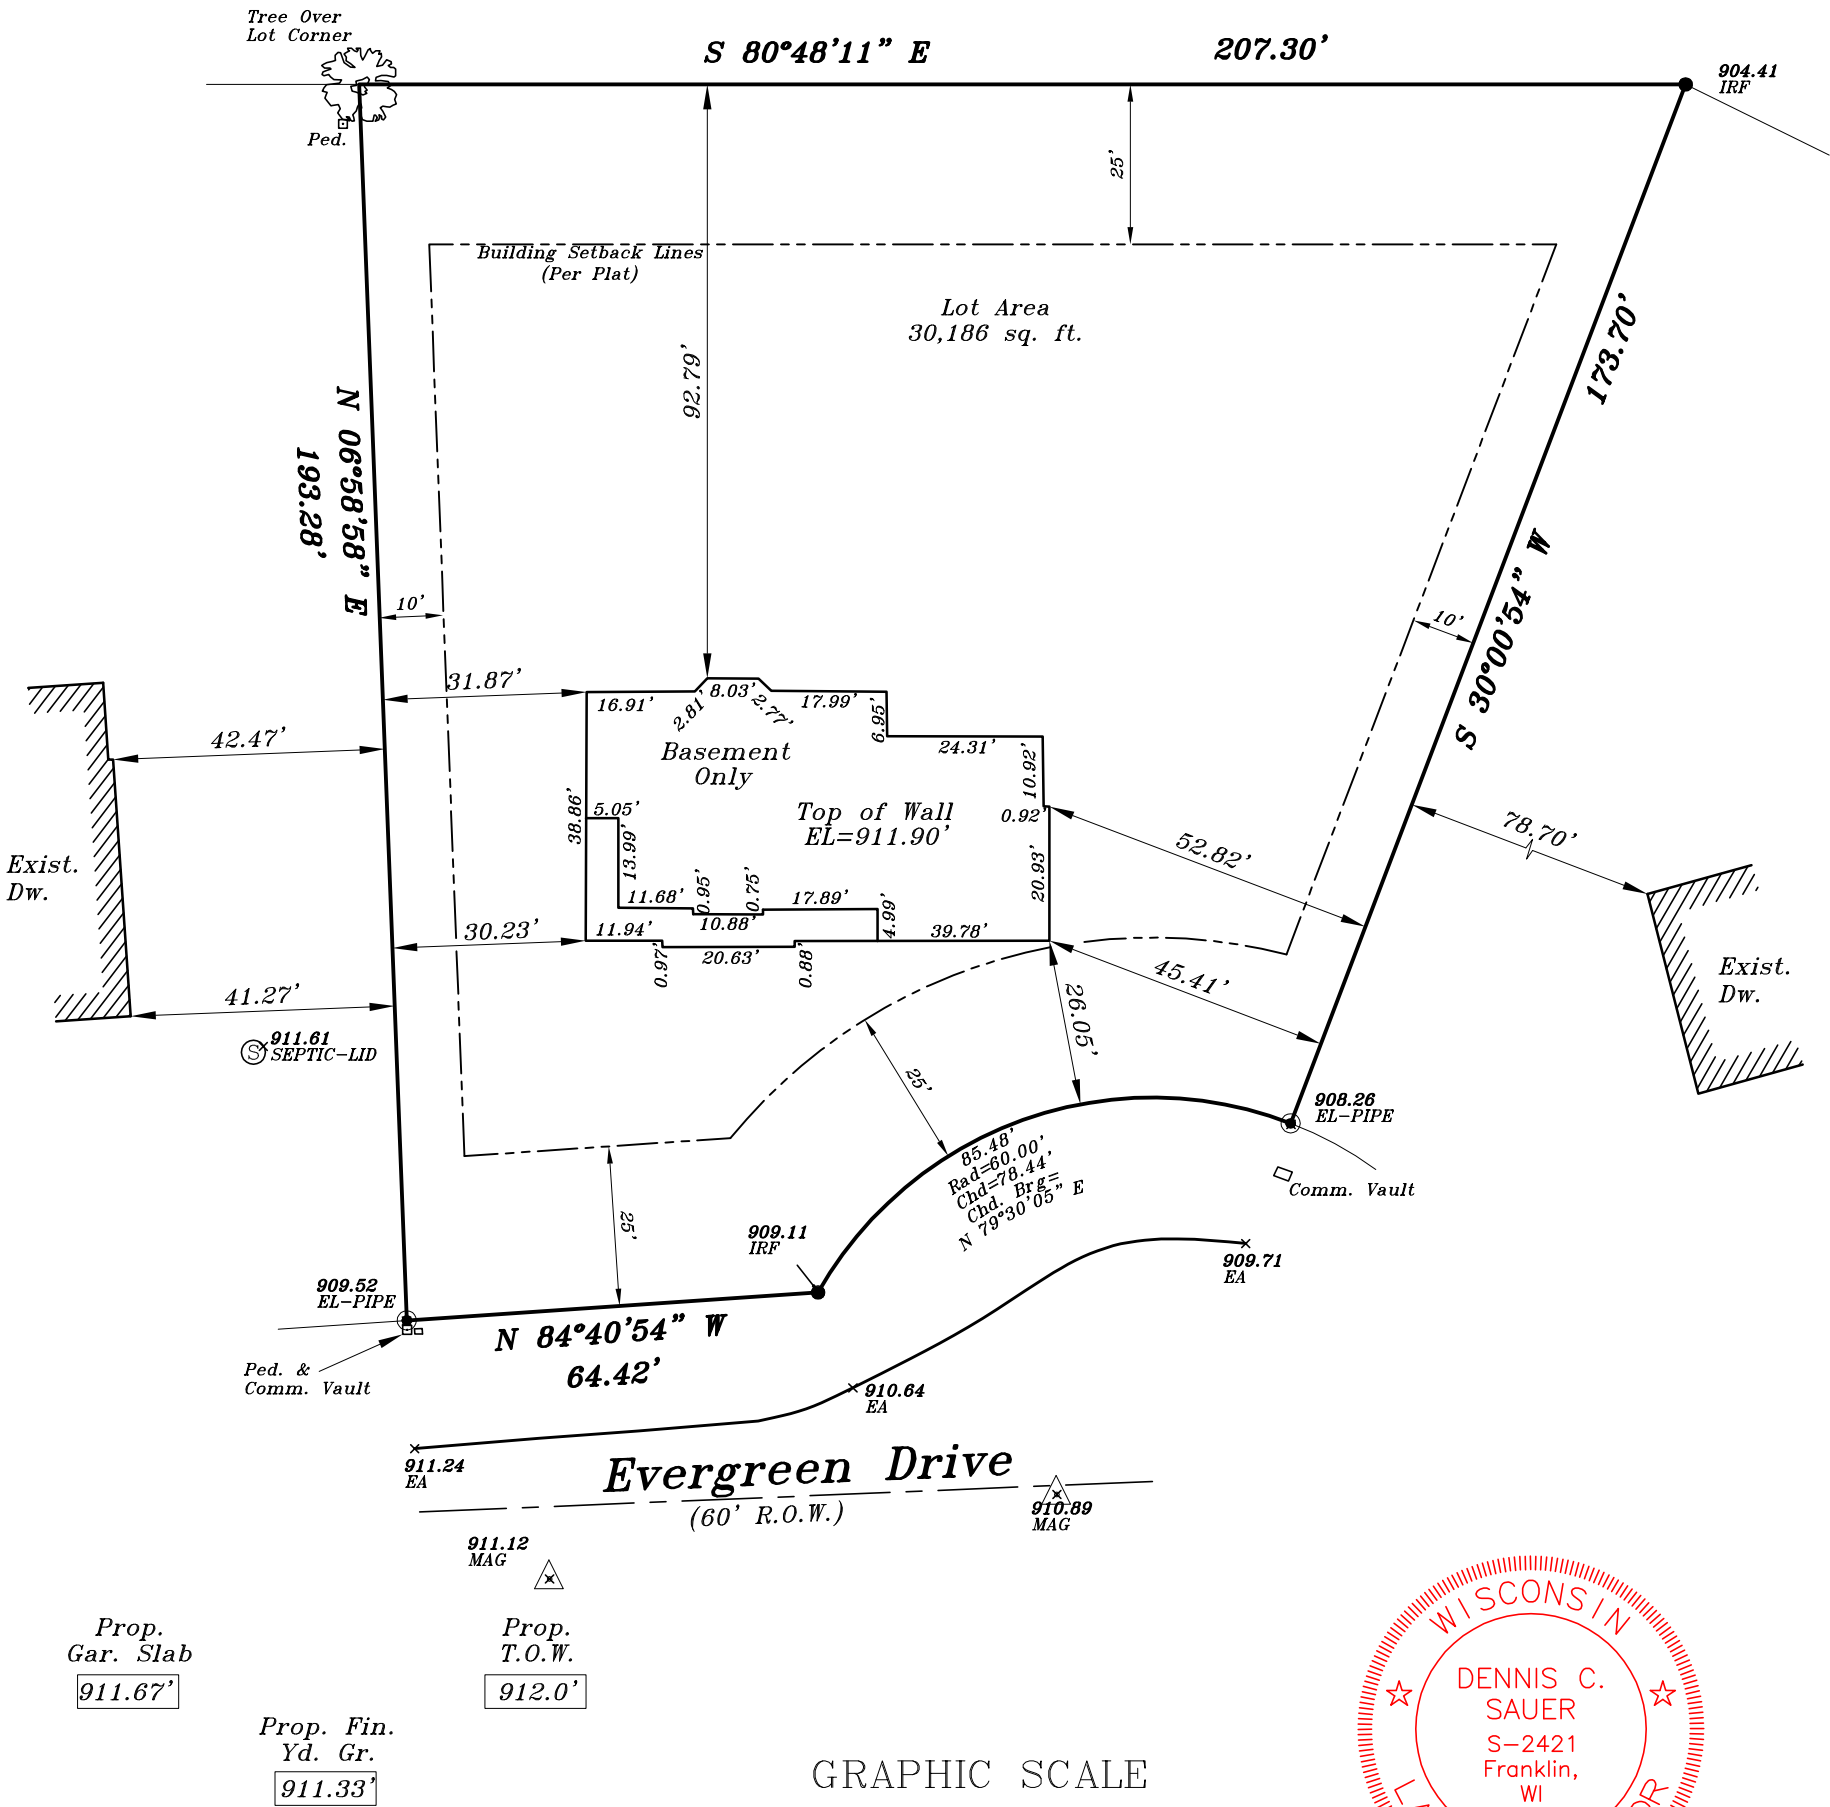 Tree Over
Lot Corner
S 80°48'11" E
207.30'
904.41
IRF
Ped.
25'
Building Setback Lines
(Per Plat)
Lot Area
30,186 sq. ft.
92.79'
173.70'
N 06°58'58" E
193.28'
S 30°00'54" W
10'
10'
31.87'
16.91'
2.81'
8.03'
2.77'
17.99'
6.95'
42.47'
24.31'
10.92'
Basement
Only
38.86'
5.05'
Top of Wall
EL=911.90'
0.92'
13.99'
20.93'
52.82'
78.70'
Exist.
Dw.
11.68'
0.95'
0.75'
17.89'
4.99'
10.88'
30.23'
11.94'
39.78'
0.97'
20.63'
0.88'
45.41'
Exist.
Dw.
41.27'
26.05'
911.61
SEPTIC-LID
S
25'
908.26
EL-PIPE
85.48'
Rad=60.00'
Chd=78.44'
Chd. Brg=
N 79°30'05" E
Comm. Vault
25'
909.11
IRF
909.71
EA
909.52
EL-PIPE
N 84°40'54" W
64.42'
Ped. &
Comm. Vault
910.64
EA
911.24
EA
Evergreen Drive
(60' R.O.W.)
910.89
MAG
911.12
MAG
Prop.
Gar. Slab
911.67'
Prop.
T.O.W.
912.0'
Prop. Fin.
Yd. Gr.
911.33'
GRAPHIC SCALE
WISCONSIN
DENNIS C.
SAUER
S-2421
Franklin,
WI